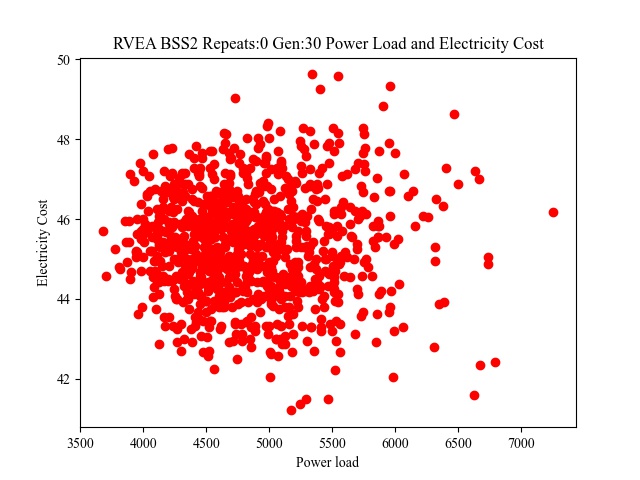 RVEA BSS2 Repeats:0 Gen:30 Power Load and Electricity Cost
50
48
46
44
42
Electricity Cost
3500 4000 4500 5000 5500 6000 6500 7000
Power load